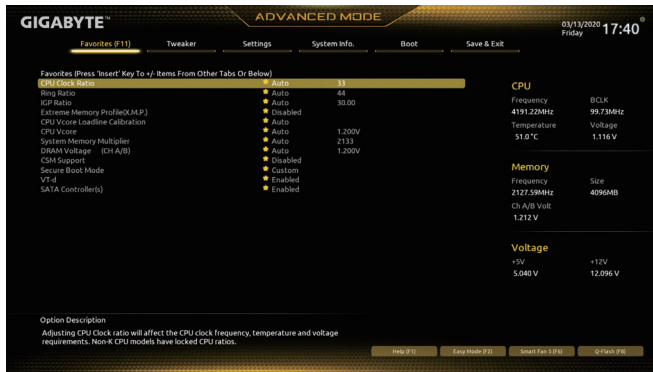 GIGABYTE™
ADVANCED MODE
03/13/2020 Friday 17:40
Favorites (F11) Tweaker Settings System Info. Boot Save & Exit
Favorites (Press 'Insert' Key To +/- Items From Other Tabs Or Below)
CPU Clock Ratio Auto 33
Ring Ratio Auto 44
IGP Ratio Auto 30.00
Extreme Memory Profile(X.M.P.) Disabled
CPU Vcore Loadline Calibration Auto
CPU Vcore Auto 1.200V
System Memory Multiplier Auto 2133
DRAM Voltage (CH A/B) Auto 1.200V
CSM Support Disabled
Secure Boot Mode Custom
VT-d Enabled
SATA Controller(s) Enabled
CPU
Frequency BCLK
4191.22MHz 99.73MHz
Temperature Voltage
51.0 °C 1.116 V
Memory
Frequency Size
2127.59MHz 4096MB
Ch A/B Volt
1.212 V
Voltage
+5V +12V
5.040 V 12.096 V
Option Description
Adjusting CPU Clock ratio will affect the CPU clock frequency, temperature and voltage
requirements. Non-K CPU models have locked CPU ratios.
Help (F1) Easy Mode (F2) Smart Fan 5 (F6) Q-Flash (F8)